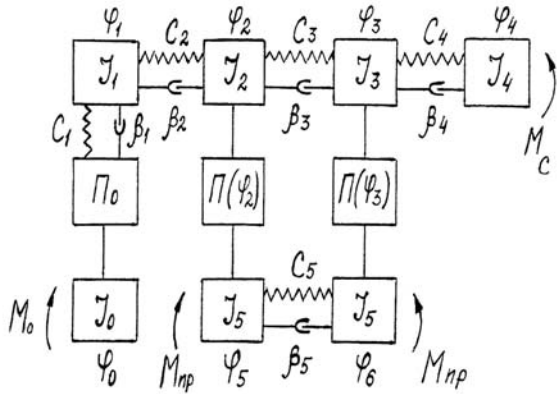 φ1 C2 φ2 C3 φ3 C4 φ4
J1 J2 J3 J4
C1 β1 β2 β3 β4 Mc
П0 П(φ2) П(φ3)
C5
M0 J0 Mпр J5 J5 Mпр
φ0 φ5 β5 φ6